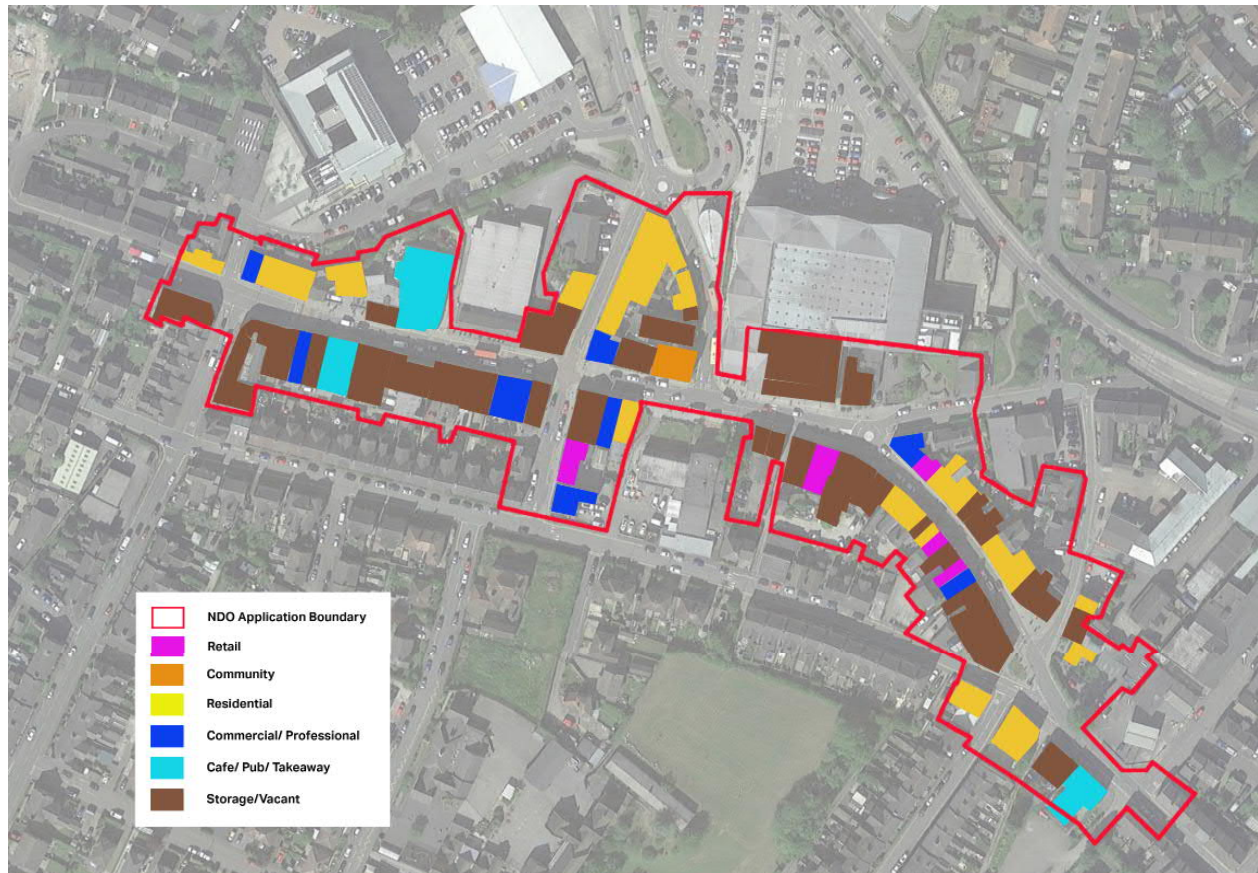 NDO Application Boundary
Retail
Community
Residential
Commercial/ Professional
Cafe/ Pub/ Takeaway
Storage/Vacant